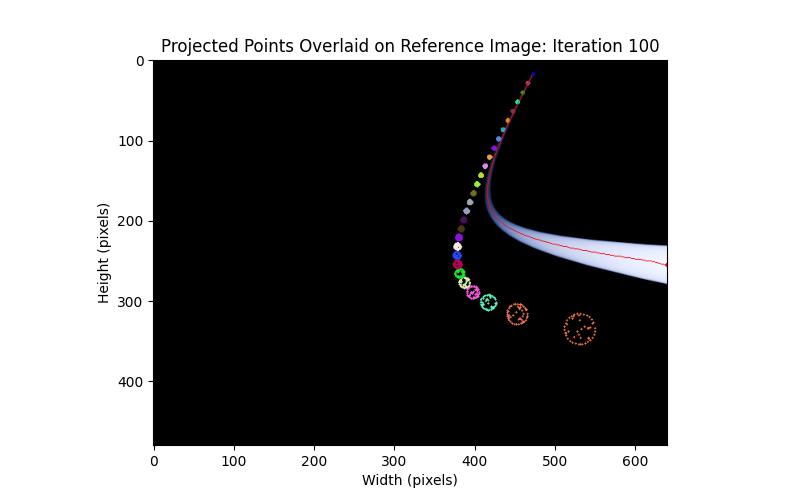 Projected Points Overlaid on Reference Image: Iteration 100
0
100
200
300
400
Height (pixels)
0 100 200 300 400 500 600
Width (pixels)